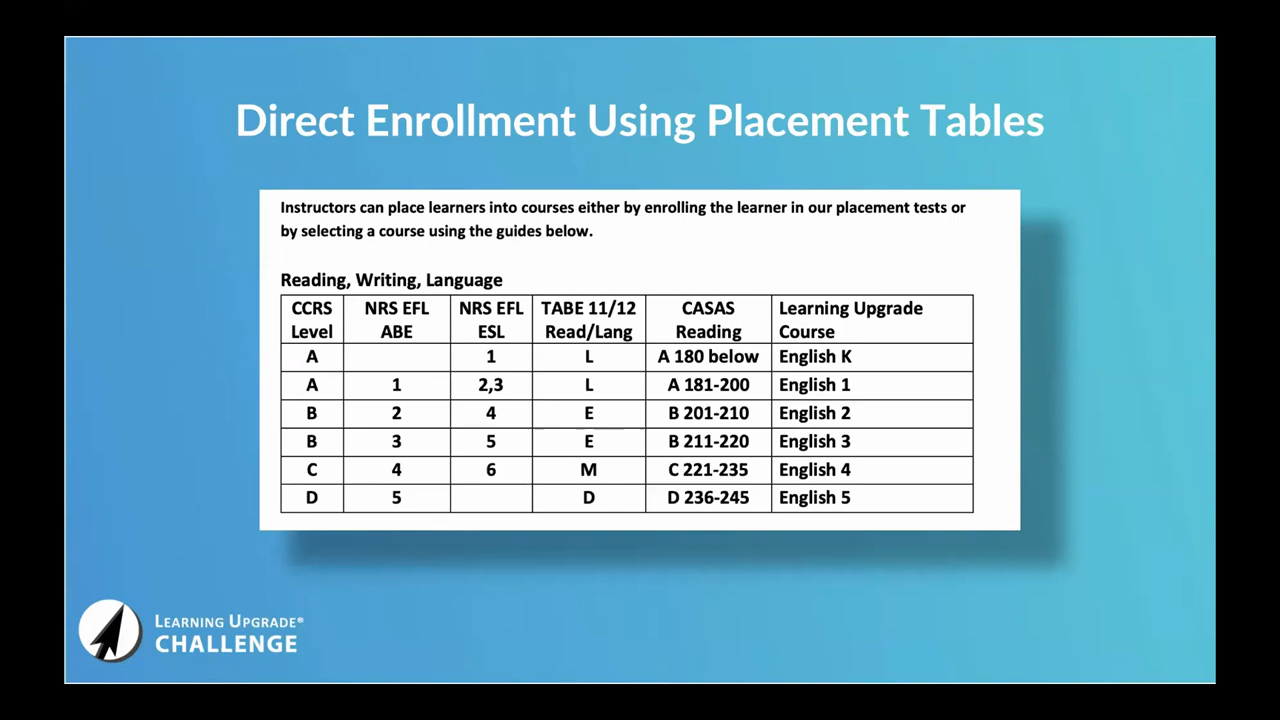 Direct Enrollment Using Placement Tables
Instructors can place learners into courses either by enrolling the learner in our placement tests or
by selecting a course using the guides below.
Reading, Writing, Language
CCRS Level NRS EFL ABE NRS EFL ESL TABE 11/12 Read/Lang CASAS Reading Learning Upgrade Course
A 1 L A 180 below English K
A 1 2,3 L A 181-200 English 1
B 2 4 E B 201-210 English 2
B 3 5 E B 211-220 English 3
C 4 6 M C 221-235 English 4
D 5 D D 236-245 English 5
LEARNING UPGRADE®
CHALLENGE